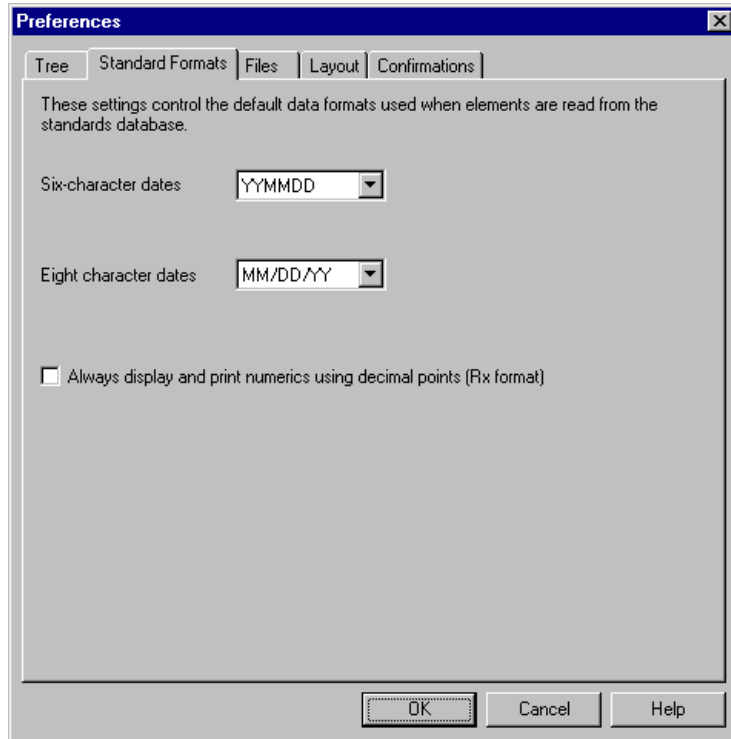 Preferences
Tree Standard Formats Files Layout Confirmations
These settings control the default data formats used when elements are read from the
standards database.
Six-character dates YYMMDD
Eight character dates MM/DD/YY
Always display and print numerics using decimal points (Rx format)
OK Cancel Help